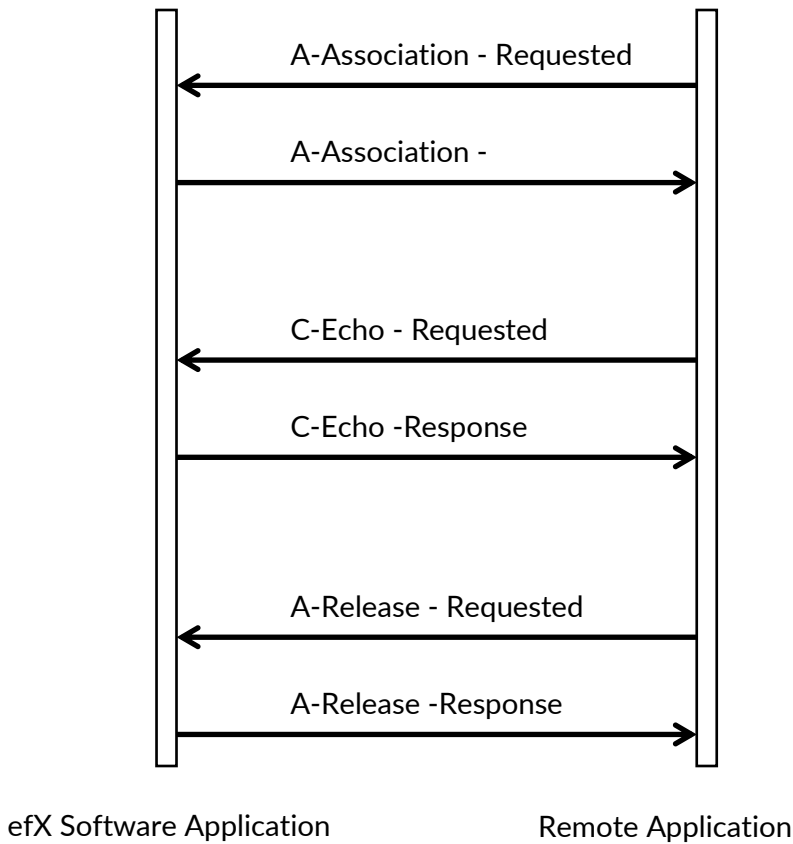 A-Association - Requested
A-Association -
C-Echo - Requested
C-Echo -Response
A-Release - Requested
A-Release -Response
efX Software Application
Remote Application